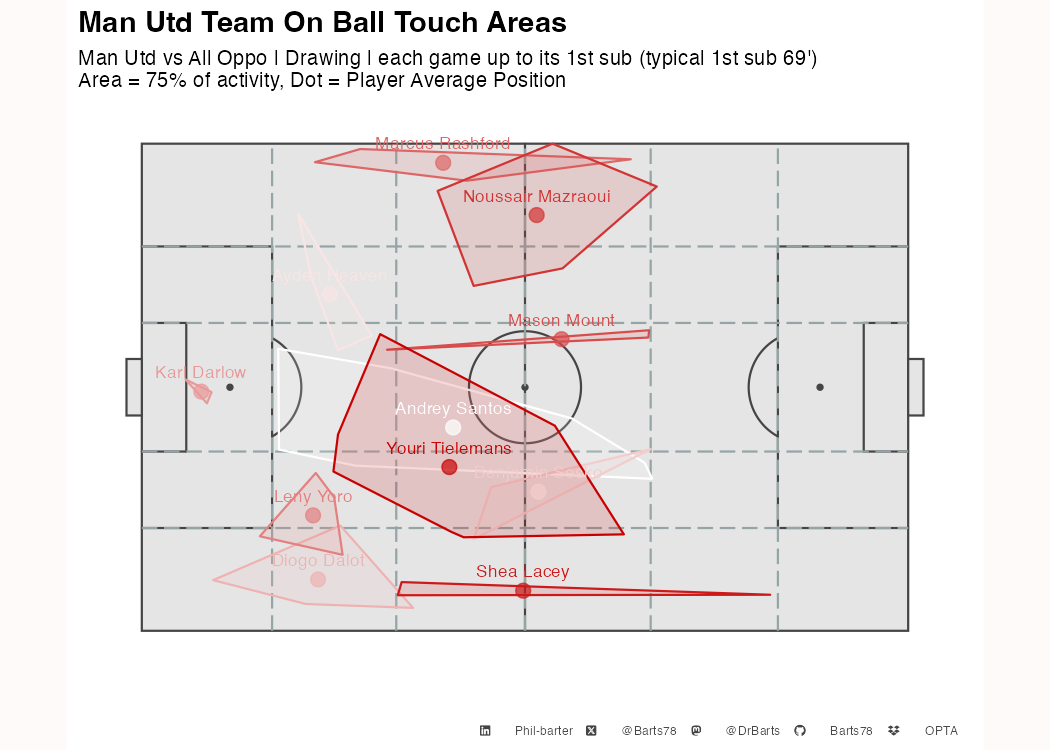 Man Utd Team On Ball Touch Areas
Man Utd vs All Oppo | Drawing | each game up to its 1st sub (typical 1st sub 69')
Area = 75% of activity, Dot = Player Average Position
Marcus Rashford
Noussair Mazraoui
Ayden Heaven
Mason Mount
Karl Darlow
Andrey Santos
Youri Tielemans
Benjamin Sesko
Leny Yoro
Diogo Dalot
Shea Lacey
Phil-barter @Barts78 @DrBarts Barts78 OPTA